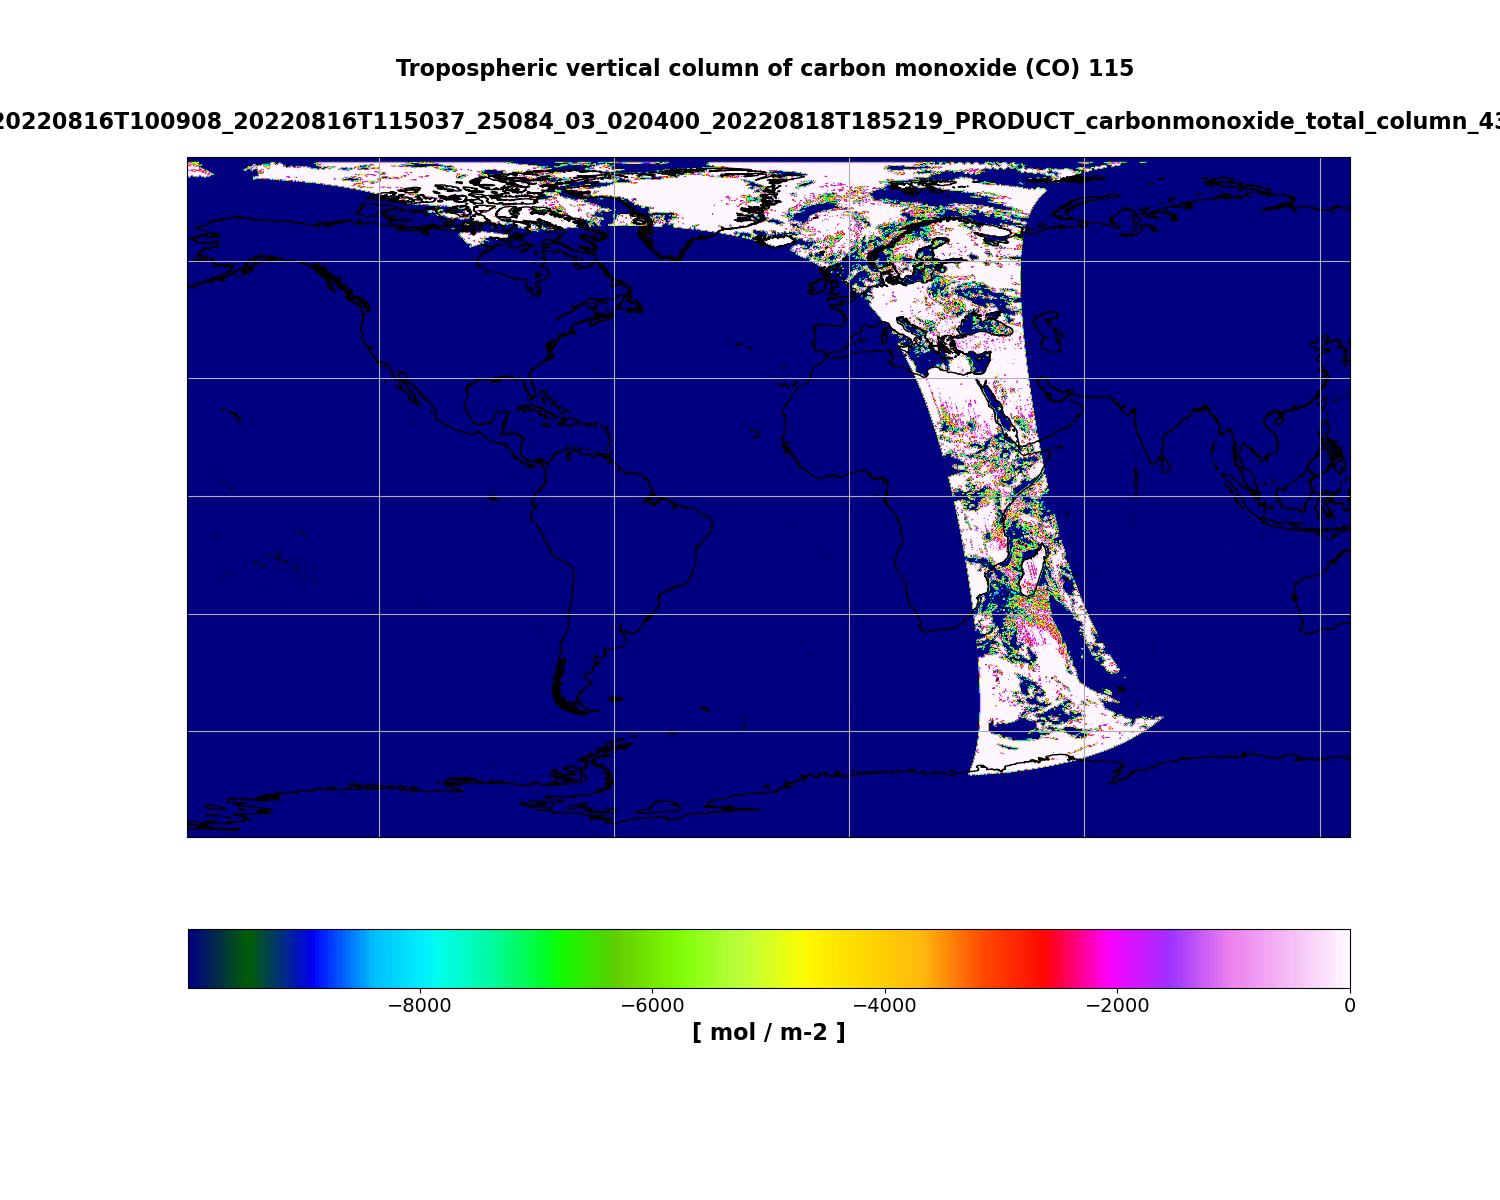 Tropospheric vertical column of carbon monoxide (CO) 115
20220816T100908_20220816T115037_25084_03_020400_20220818T185219_PRODUCT_carbonmonoxide_total_column_43
−8000 −6000 −4000 −2000 0
[ mol / m-2 ]